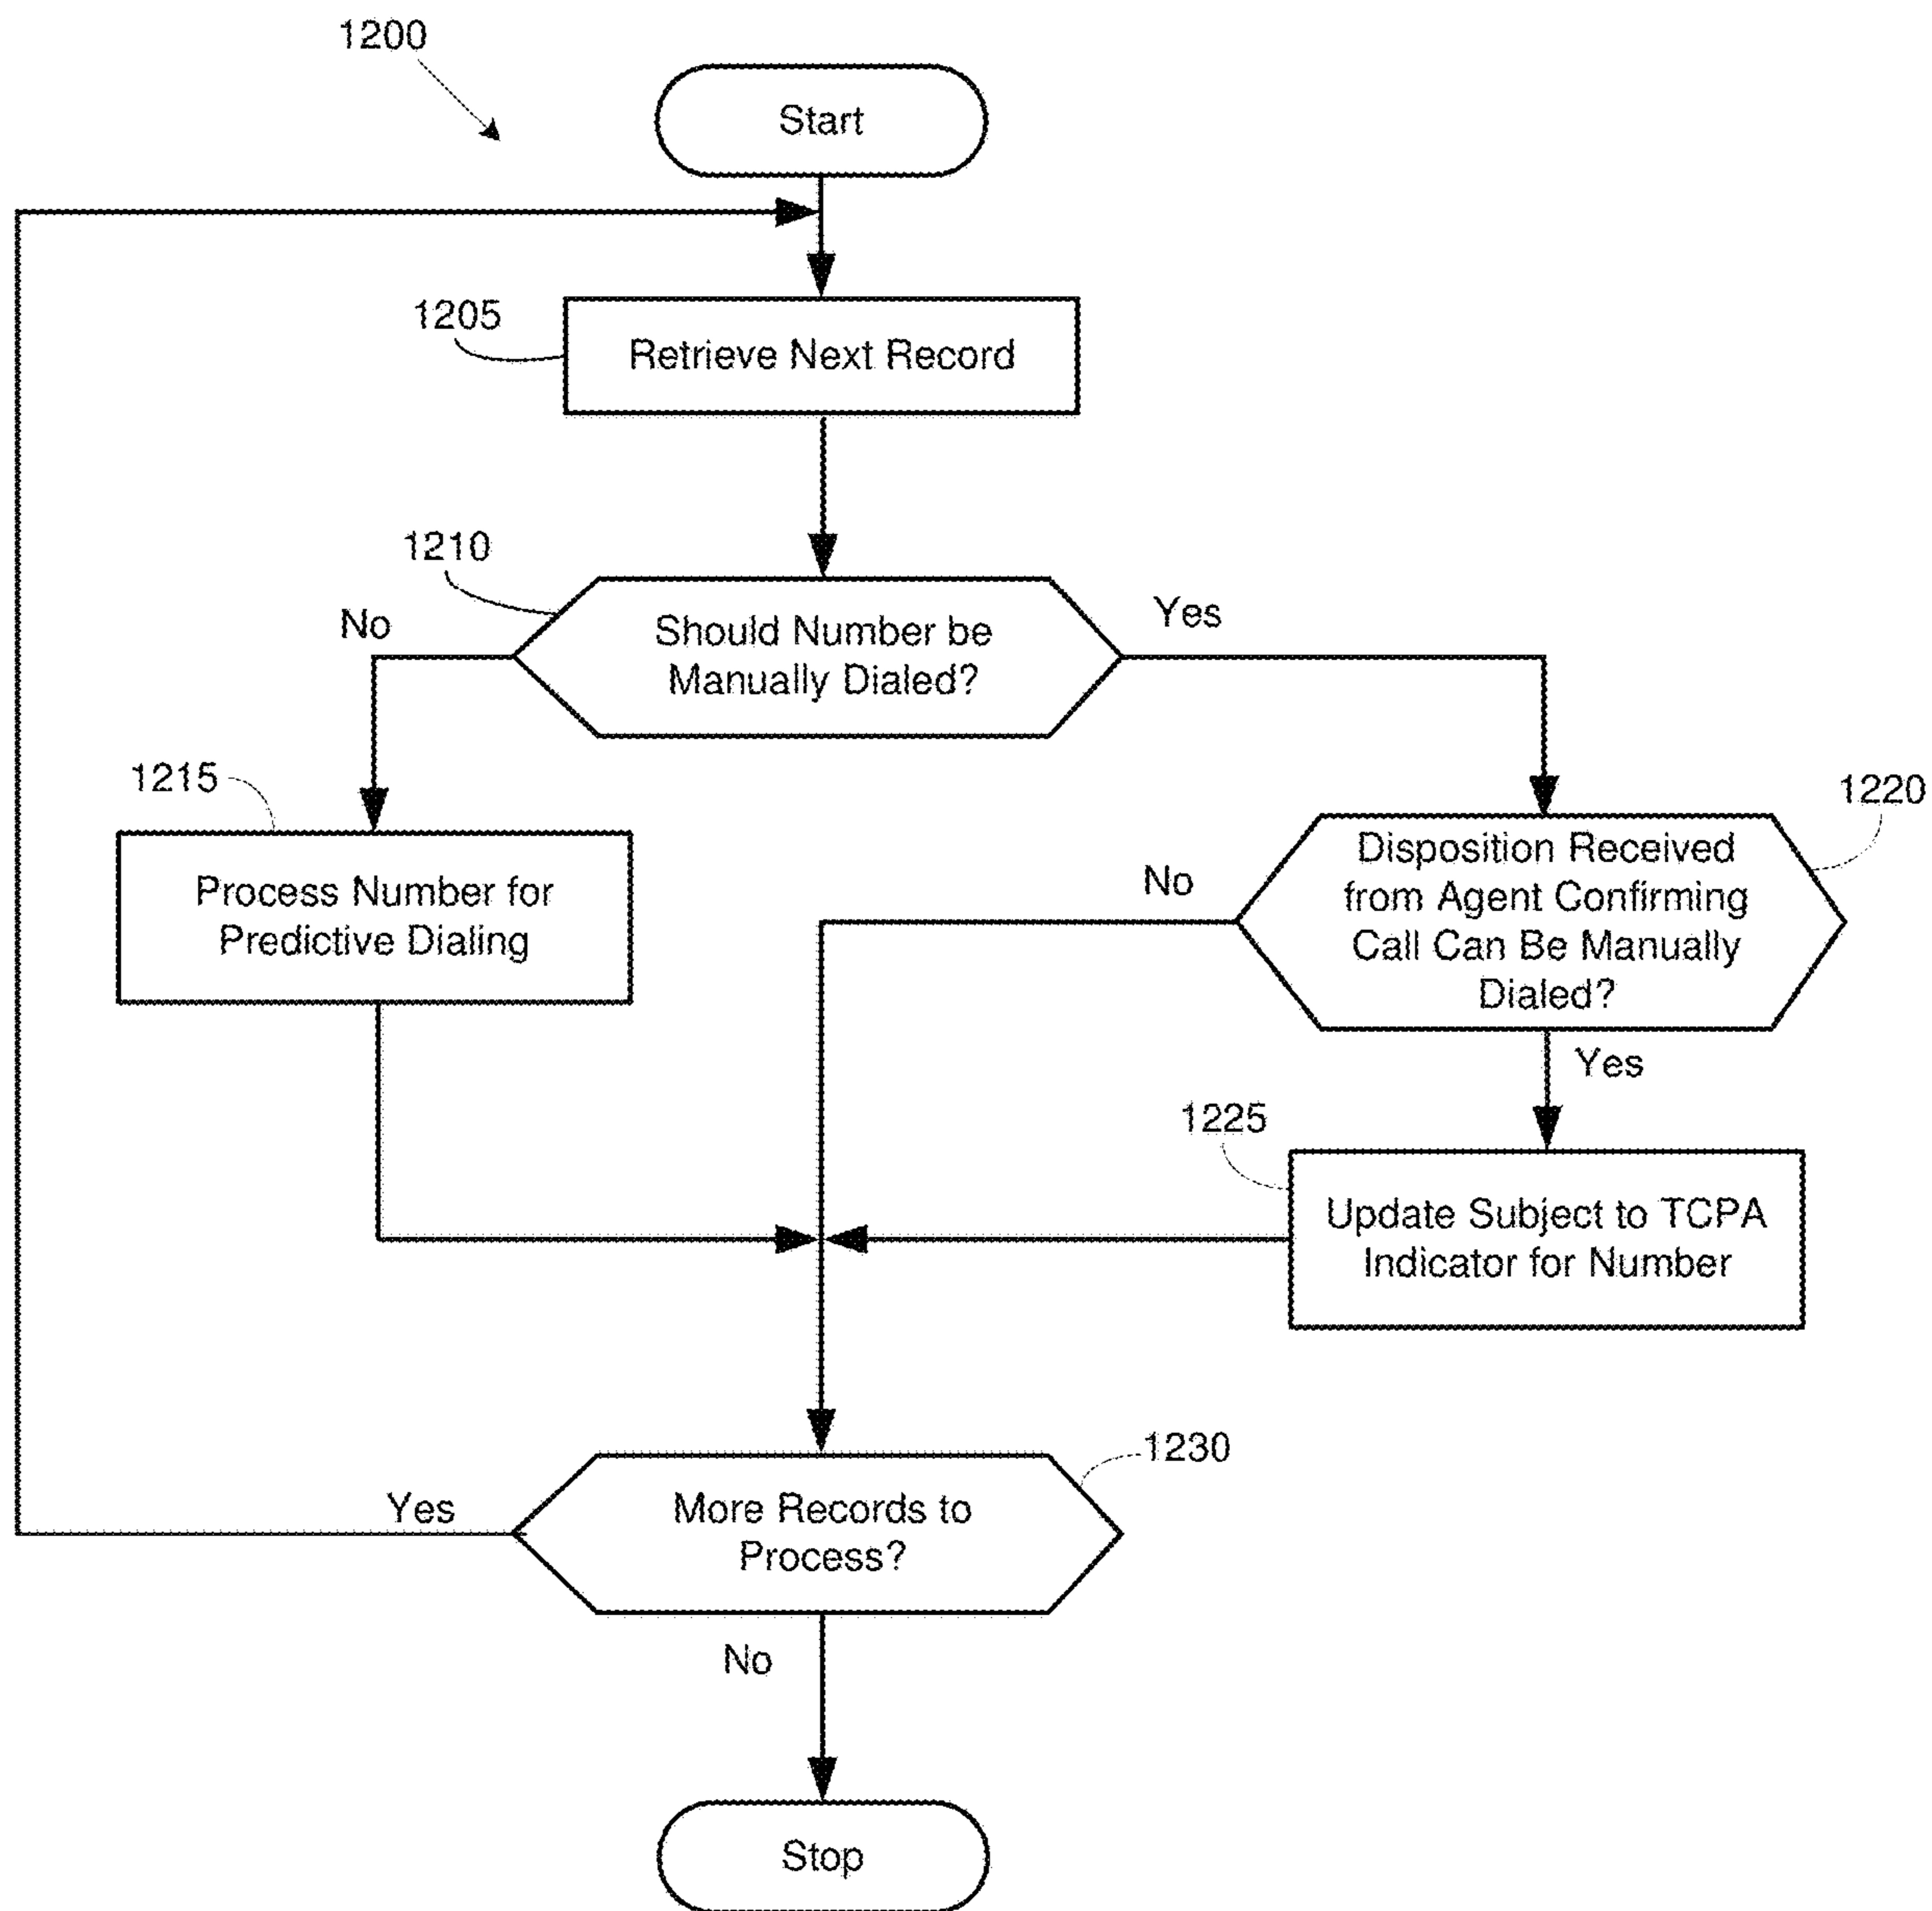 1200
Start
1205
Retrieve Next Record
1210
No
Should Number be
Manually Dialed?
Yes
1215
Process Number for
Predictive Dialing
1220
No
Disposition Received
from Agent Confirming
Call Can Be Manually
Dialed?
Yes
1225
Update Subject to TCPA
Indicator for Number
1230
Yes
More Records to
Process?
No
Stop